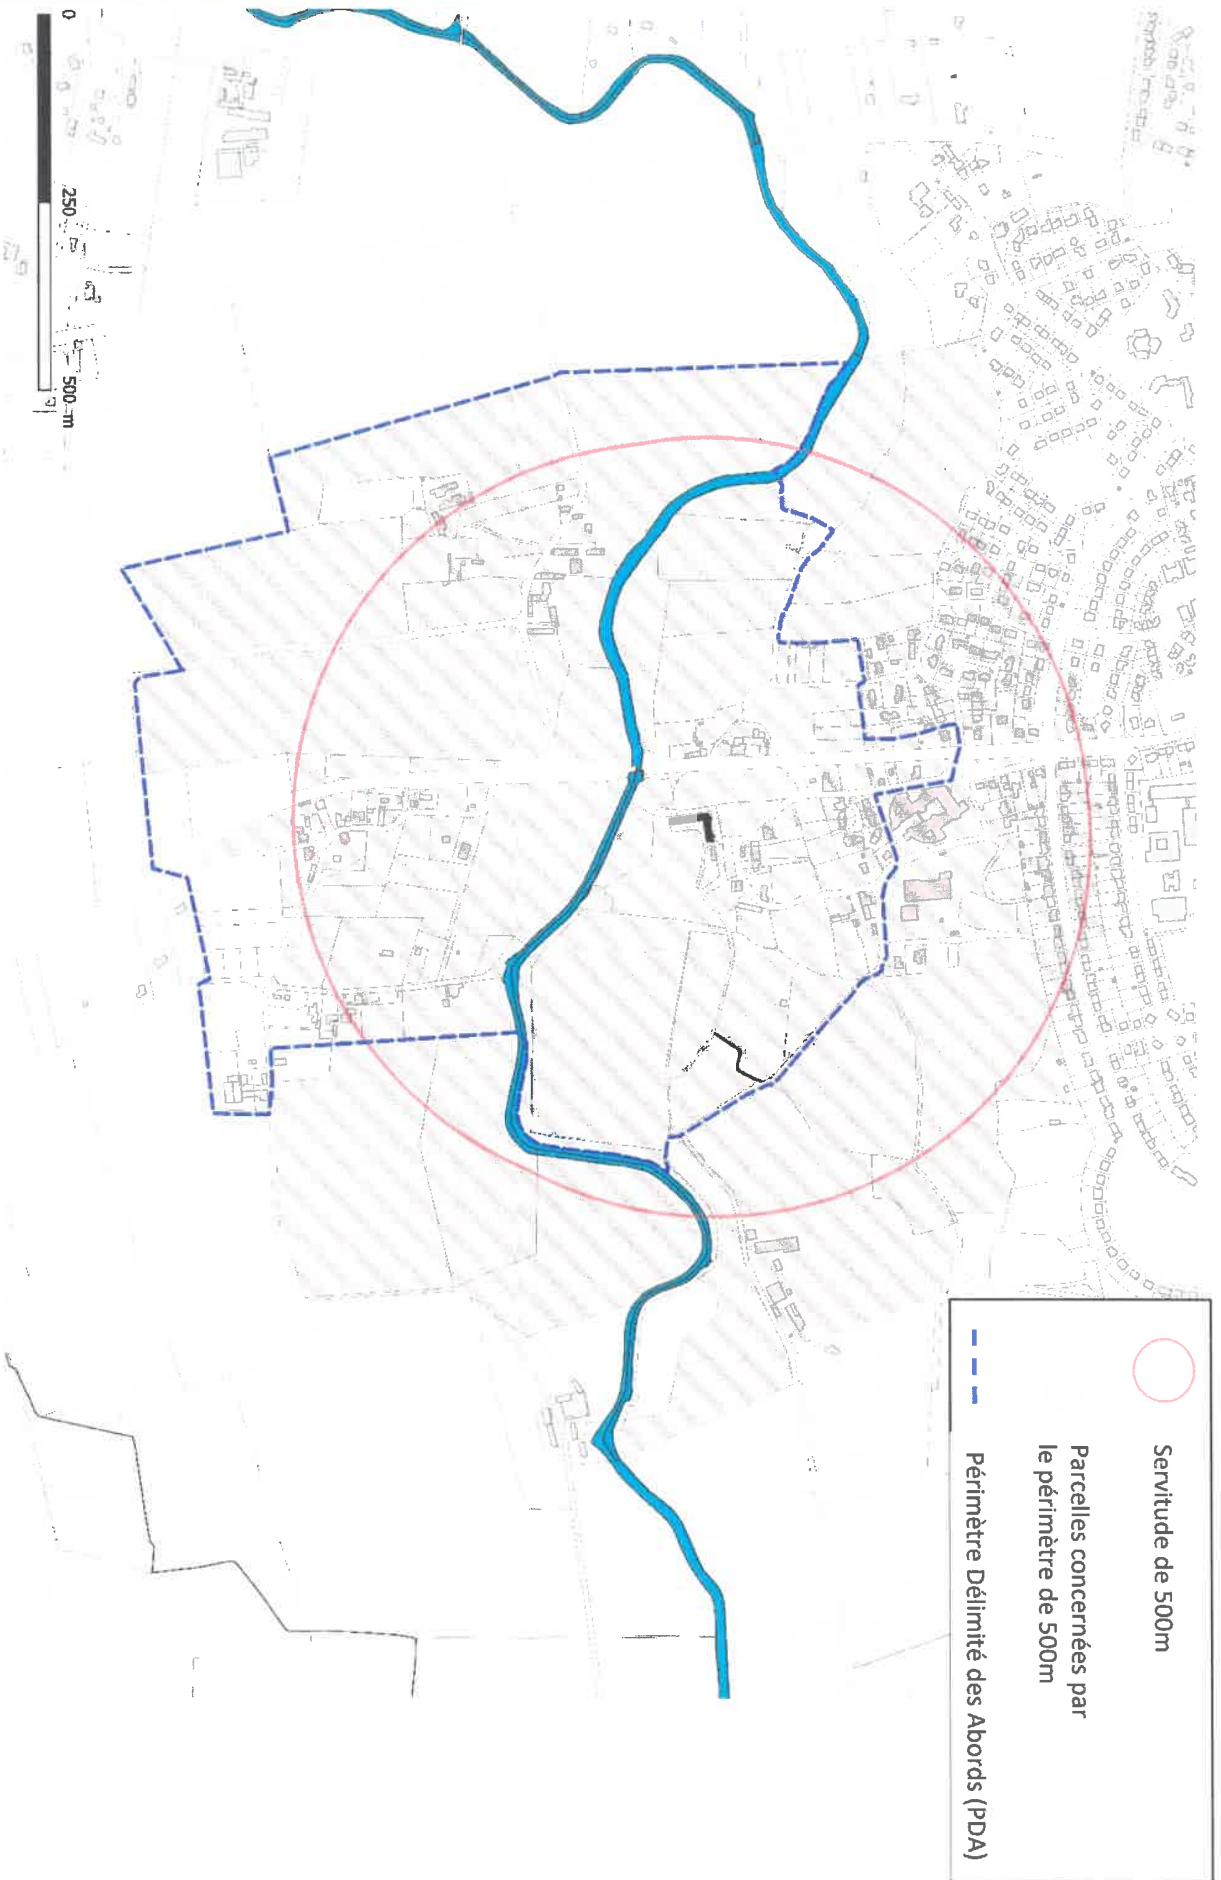 Servitude de 500m
Parcelles concernées par
le périmètre de 500m
Périmètre Délimité des Abords (PDA)
0
250
500 m